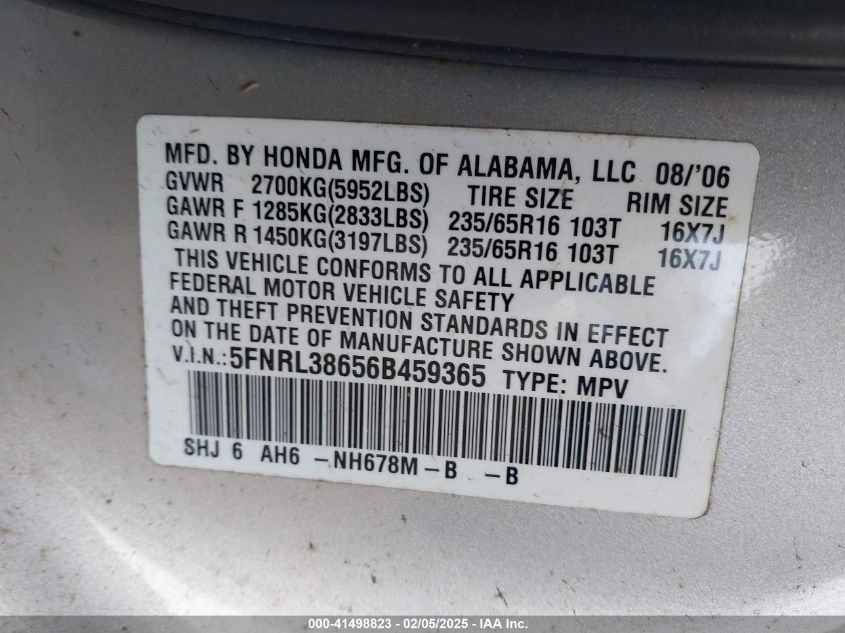 MFD. BY HONDA MFG. OF ALABAMA, LLC 08/'06
GVWR 2700KG(5952LBS) TIRE SIZE RIM SIZE
GAWR F 1285KG(2833LBS) 235/65R16 103T 16X7J
GAWR R 1450KG(3197LBS) 235/65R16 103T 16X7J
THIS VEHICLE CONFORMS TO ALL APPLICABLE
FEDERAL MOTOR VEHICLE SAFETY
AND THEFT PREVENTION STANDARDS IN EFFECT
ON THE DATE OF MANUFACTURE SHOWN ABOVE.
V.I.N.:5FNRL38656B459365 TYPE: MPV
SHJ 6 AH6 -NH678M-B -B
000-41498823 - 02/05/2025 - IAAI.COM